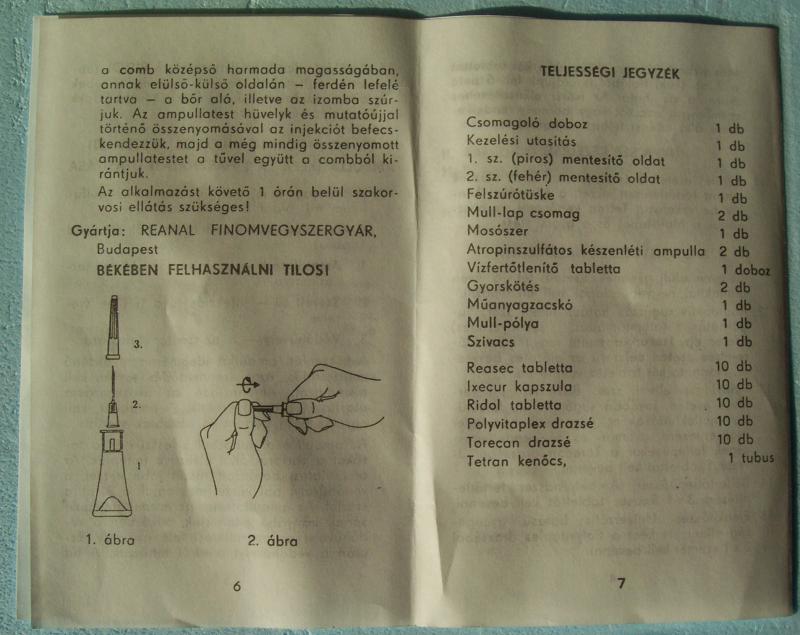 a comb középső harmada magasságában,
annak elülső-külső oldalán — ferdén lefelé
tartva — a bőr alá, illetve az izomba szúr-
juk. Az ampullatest hüvelyk és mutatóújjal
történő összenyomásával az injekciót befecs-
kendezzük, majd a még mindig összenyomott
ampullatestet a tűvel együtt a combból ki-
rántjuk.
Az alkalmazást követő 1 órán belül szakor-
vosi ellátás szükséges!
Gyártja: REANAL FINOMVEGYSZERGYÁR,
Budapest
BÉKÉBEN FELHASZNÁLNI TILOS!
3.
2.
1
1. ábra
2. ábra
6
TELJESSÉGI JEGYZÉK
Csomagoló doboz 1 db
Kezelési utasítás 1 db
1. sz. (piros) mentesítő oldat 1 db
2. sz. (fehér) mentesítő oldat 1 db
Felszúrótüske 1 db
Mull-lap csomag 2 db
Mosószer 1 db
Atropinszulfátos készenléti ampulla 2 db
Vízfertőtlenítő tabletta 1 doboz
Gyorskötés 2 db
Műanyagzacskó 1 db
Mull-pólya 1 db
Szivacs 1 db
Reasec tabletta 10 db
Ixecur kapszula 10 db
Ridol tabletta 10 db
Polyvitaplex drazsé 10 db
Torecan drazsé 10 db
Tetran kenőcs, 1 tubus
7